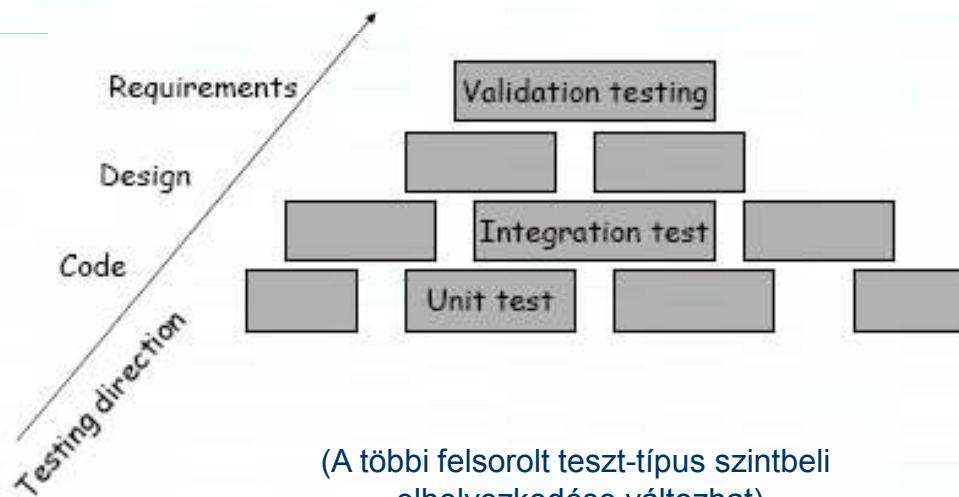 Requirements
Validation testing
Design
Integration test
Code
Unit test
Testing direction
(A többi felsorolt teszt-típus szintbeli
elhelyezkedése változhat)